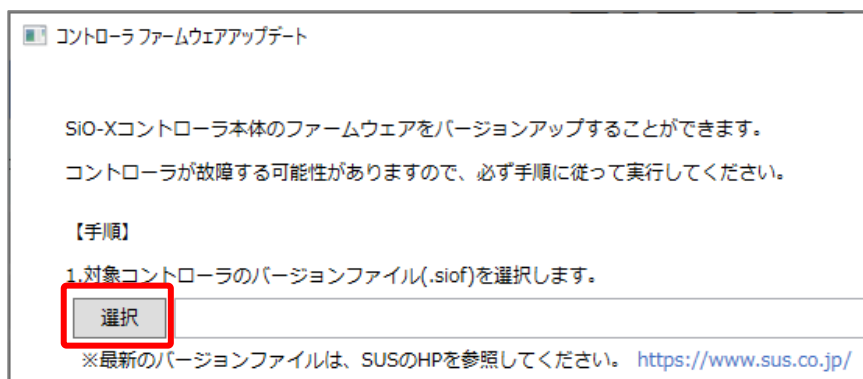 コントローラ ファームウェアアップデート
SiO-Xコントローラ本体のファームウェアをバージョンアップすることができます。
コントローラが故障する可能性がありますので、必ず手順に従って実行してください。
【手順】
1.対象コントローラのバージョンファイル(.siof)を選択します。
選択
※最新のバージョンファイルは、SUSのHPを参照してください。 https://www.sus.co.jp/